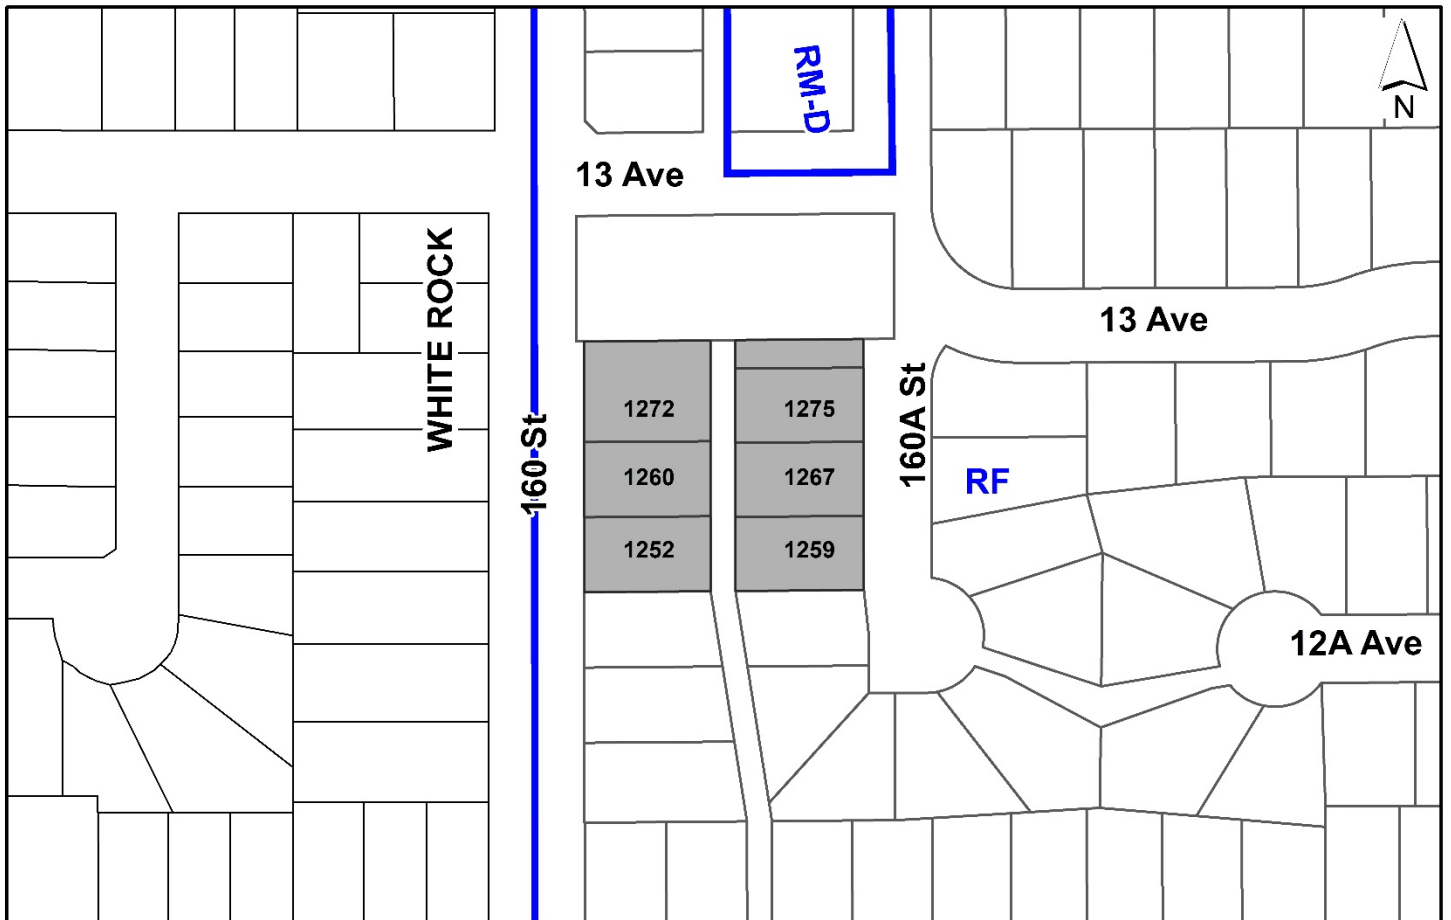 RM-D
N
13 Ave
WHITE ROCK
13 Ave
160 St
160A St
1272
1275
1260
1267
RF
1252
1259
12A Ave